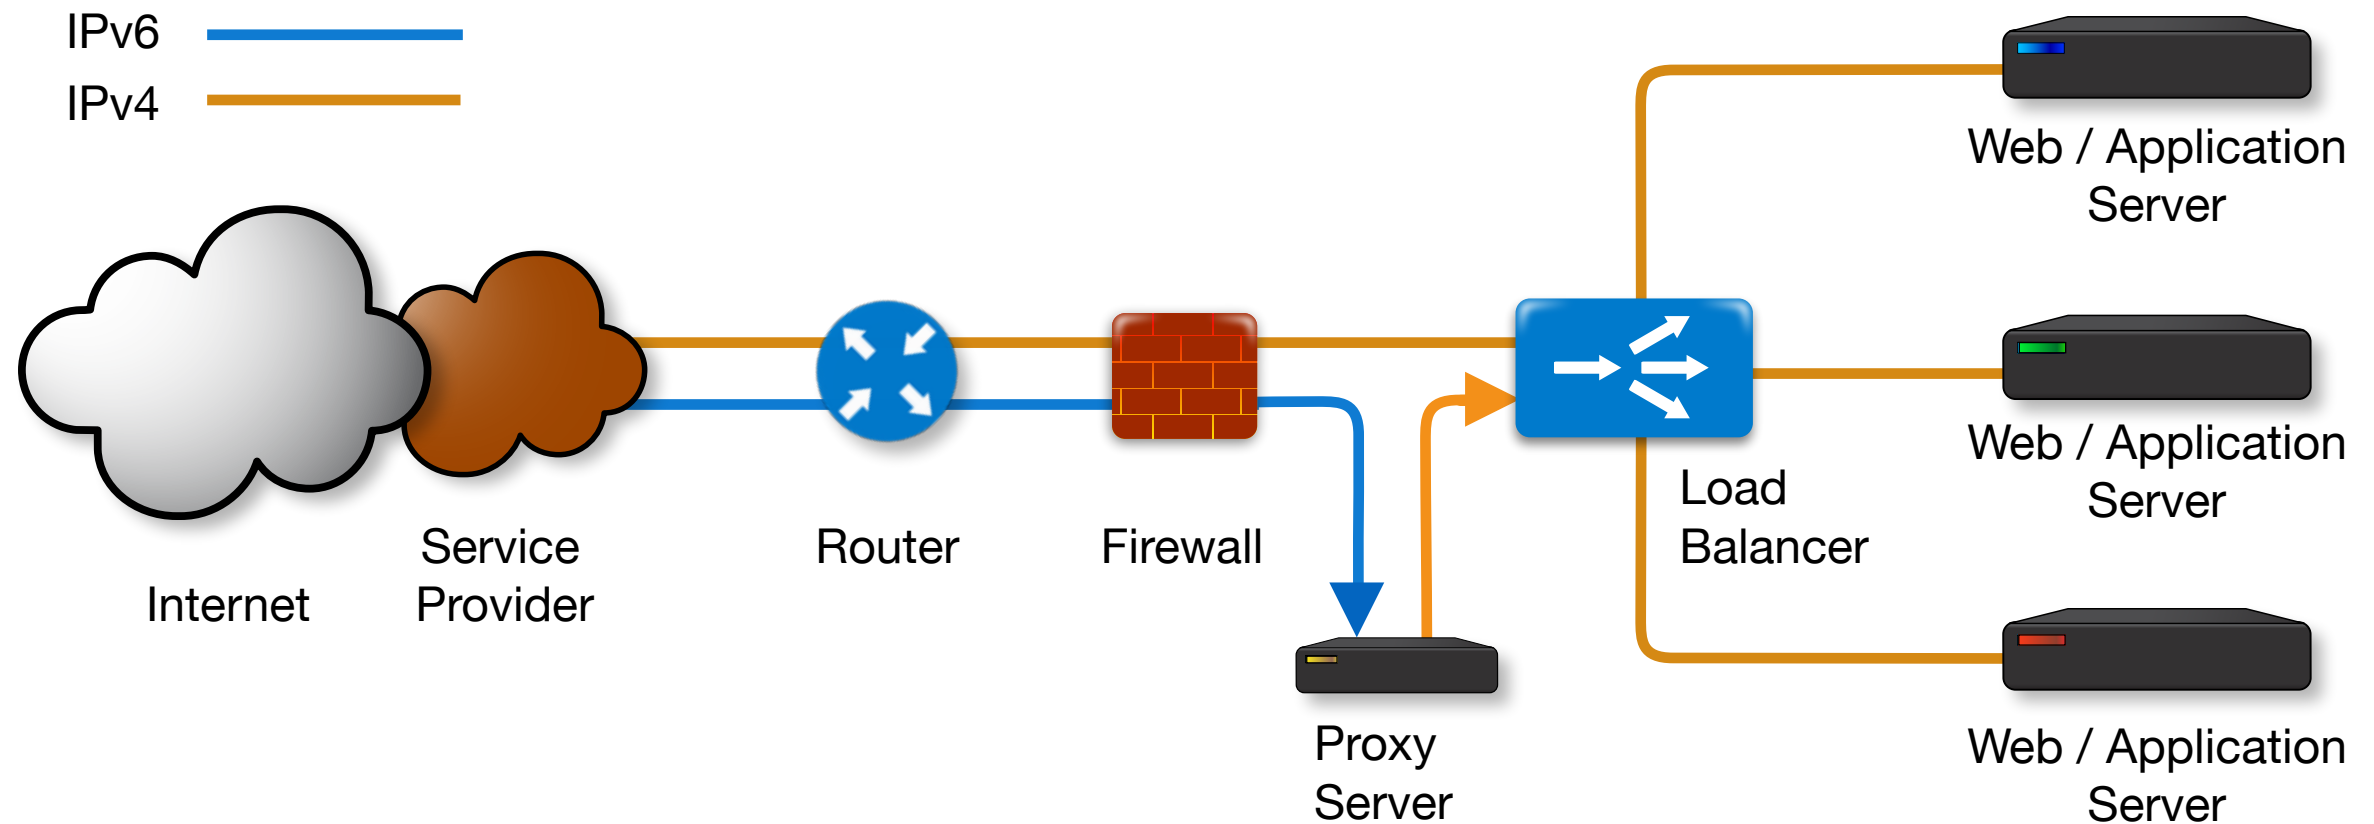 IPv6
IPv4
Web / Application
Server
Web / Application
Server
Load
Balancer
Service
Provider
Router
Firewall
Internet
Proxy
Server
Web / Application
Server